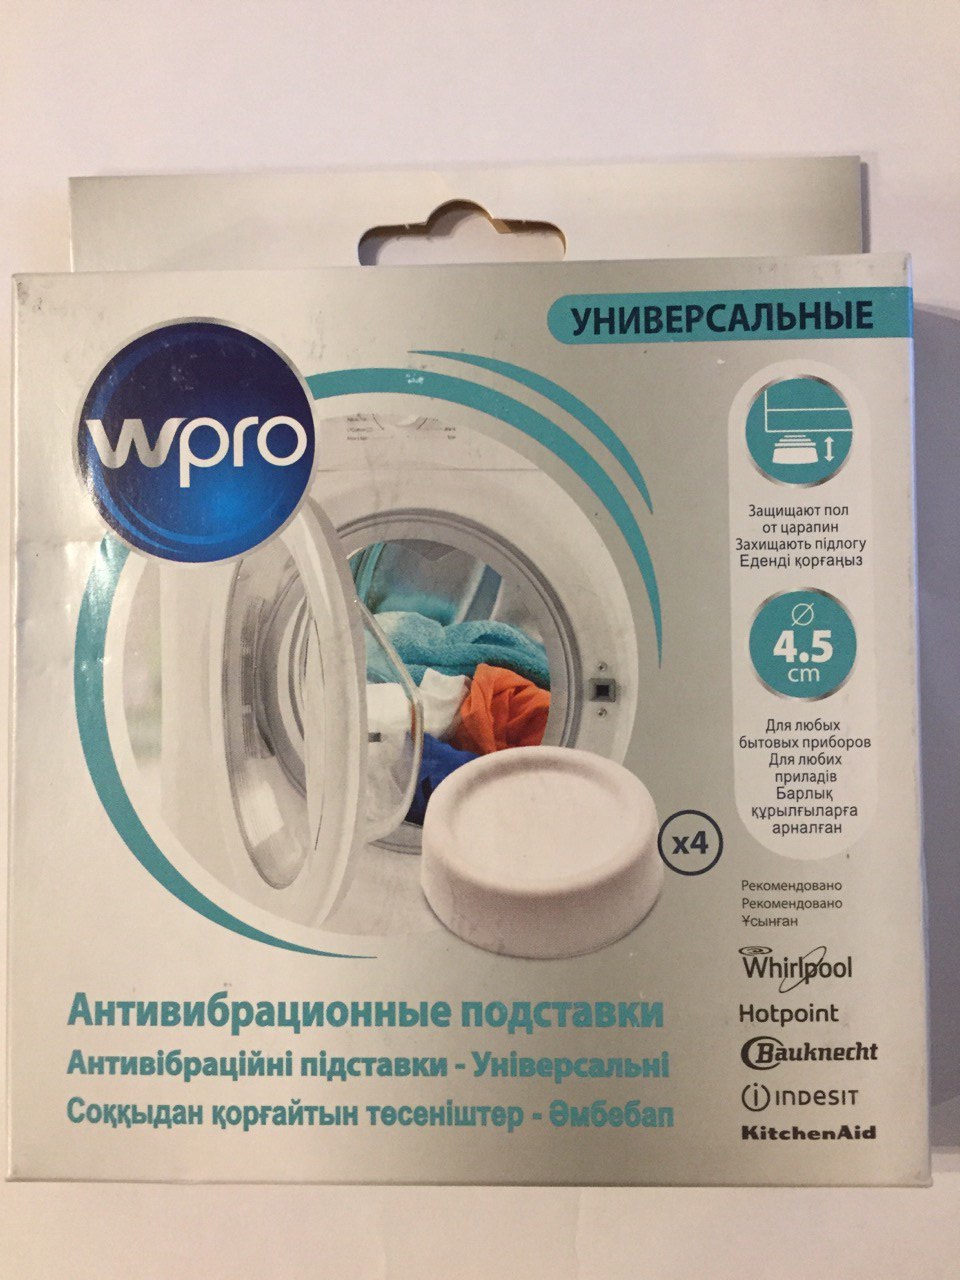 УНИВЕРСАЛЬНЫЕ
wpro
Защищают пол
от царапин
Захищають підлогу
Еденді қорғаңыз
Ø
4.5
cm
Для любых
бытовых приборов
Для любих
приладів
Барлық
құрылғыларға
арналған
x4
Рекомендовано
Рекомендовано
Ұсынған
Whirlpool
Hotpoint
Bauknecht
INDESIT
KitchenAid
Антивибрационные подставки
Антивібраційні підставки - Універсальні
Соққыдан қорғайтын төсеніштер - Әмбебап